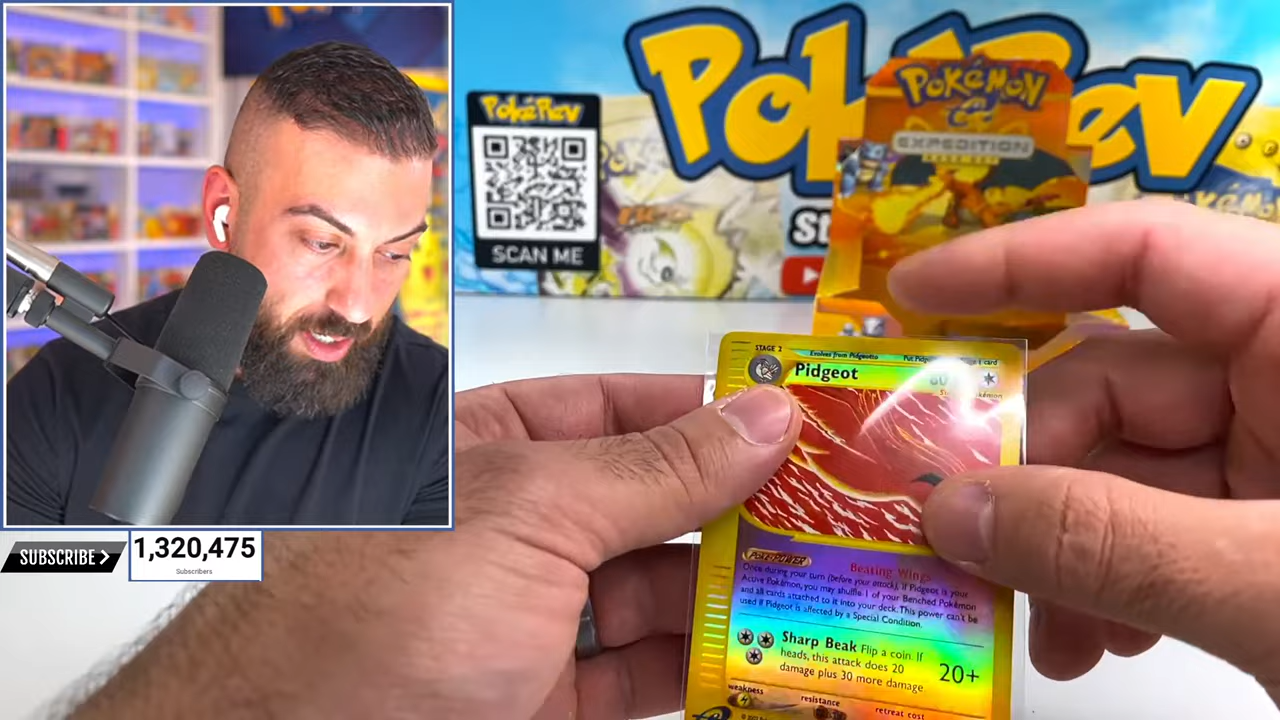 PokéRev
SCAN ME
PokéRev
POKÉMON
EXPEDITION
SUBSCRIBE
1,320,475
Subscribers
STAGE 2
Evolves from Pidgeotto
card
Pidgeot
80
POKÉ-POWER
Beating Wings
Once during your turn (before your attack), if Pidgeot is your
Active Pokémon, you may shuffle 1 of your Benched Pokémon
and all cards attached to it into your deck. This power can't be
used if Pidgeot is affected by a Special Condition.
Sharp Beak Flip a coin. If
heads, this attack does 20
damage plus 30 more damage
20+
weakness
resistance
retreat cost